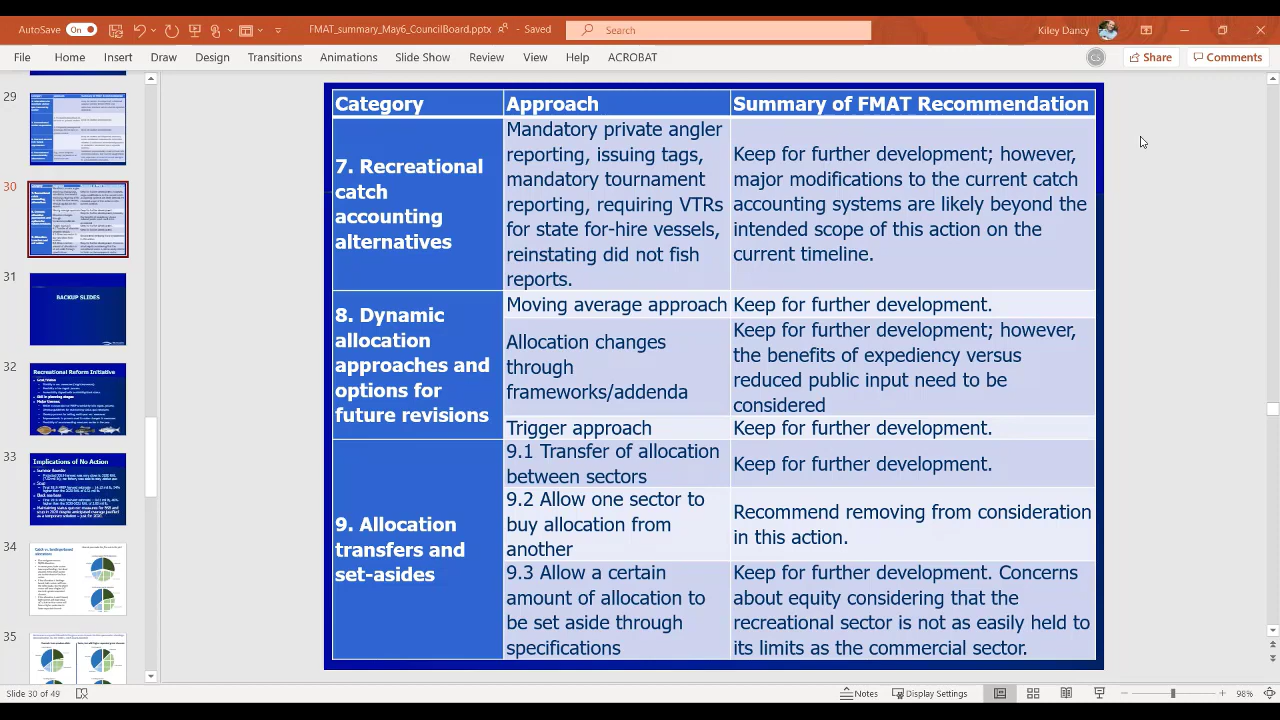 AutoSave On
FMAT_summary_May6_CouncilBoard.pptx - Saved
Search
Kiley Dancy
File Home Insert Draw Design Transitions Animations Slide Show Review View Help ACROBAT
CS Share Comments
29
30
31
BACKUP SLIDES
32
Recreational Reform Initiative
33
Implications of No Action
34
35
Category Approach Summary of FMAT Recommendation
7. Recreational
catch
accounting
alternatives
Mandatory private angler
reporting, issuing tags,
mandatory tournament
reporting, requiring VTRs
for state for-hire vessels,
reinstating did not fish
reports.
Keep for further development; however,
major modifications to the current catch
accounting systems are likely beyond the
intended scope of this action on the
current timeline.
8. Dynamic
allocation
approaches and
options for
future revisions
Moving average approach
Keep for further development.
Allocation changes
through
frameworks/addenda
Keep for further development; however,
the benefits of expediency versus
reduced public input need to be
considered
Trigger approach
Keep for further development.
9. Allocation
transfers and
set-asides
9.1 Transfer of allocation
between sectors
Keep for further development.
9.2 Allow one sector to
buy allocation from
another
Recommend removing from consideration
in this action.
9.3 Allow a certain
amount of allocation to
be set aside through
specifications
Keep for further development. Concerns
about equity considering that the
recreational sector is not as easily held to
its limits as the commercial sector.
Slide 30 of 49
Notes Display Settings 98%